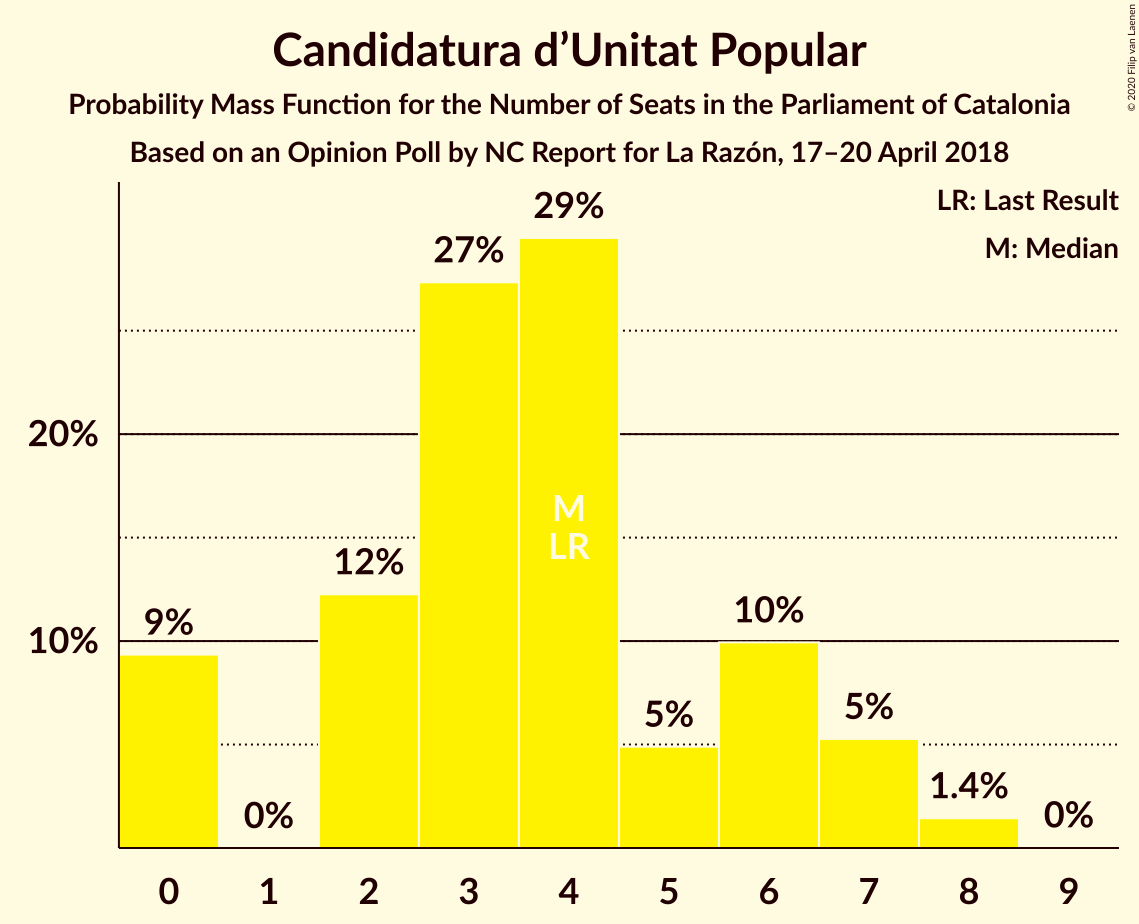 Candidatura d’Unitat Popular
Probability Mass Function for the Number of Seats in the Parliament of Catalonia
Based on an Opinion Poll by NC Report for La Razón, 17–20 April 2018
© 2020 Filip van Laenen
LR: Last Result
M: Median
29%
27%
20%
M
LR
12%
10%
9%
10%
5%
5%
1.4%
0%
0%
0 1 2 3 4 5 6 7 8 9